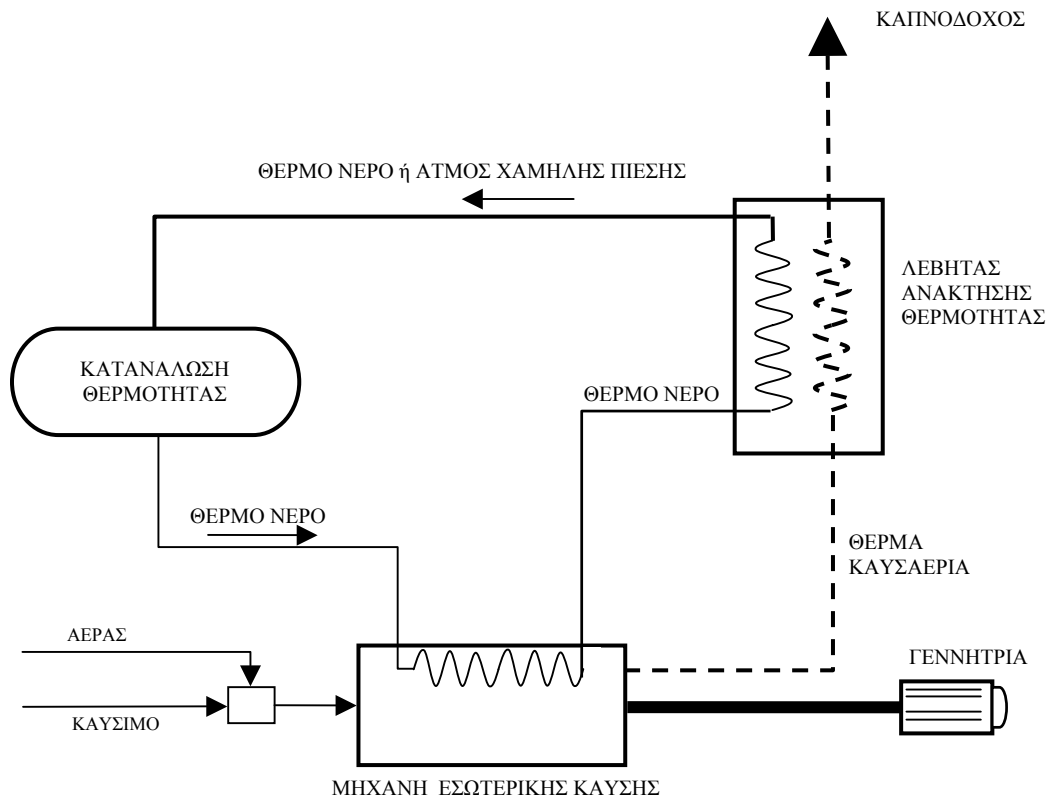 ΚΑΠΝΟΔΟΧΟΣ
ΘΕΡΜΟ ΝΕΡΟ ή ΑΤΜΟΣ ΧΑΜΗΛΗΣ ΠΙΕΣΗΣ
ΛΕΒΗΤΑΣ
ΑΝΑΚΤΗΣΗΣ
ΘΕΡΜΟΤΗΤΑΣ
ΚΑΤΑΝΑΛΩΣΗ
ΘΕΡΜΟΤΗΤΑΣ
ΘΕΡΜΟ ΝΕΡΟ
ΘΕΡΜΟ ΝΕΡΟ
ΘΕΡΜΑ
ΚΑΥΣΑΕΡΙΑ
ΑΕΡΑΣ
ΓΕΝΝΗΤΡΙΑ
ΚΑΥΣΙΜΟ
ΜΗΧΑΝΗ ΕΣΩΤΕΡΙΚΗΣ ΚΑΥΣΗΣ